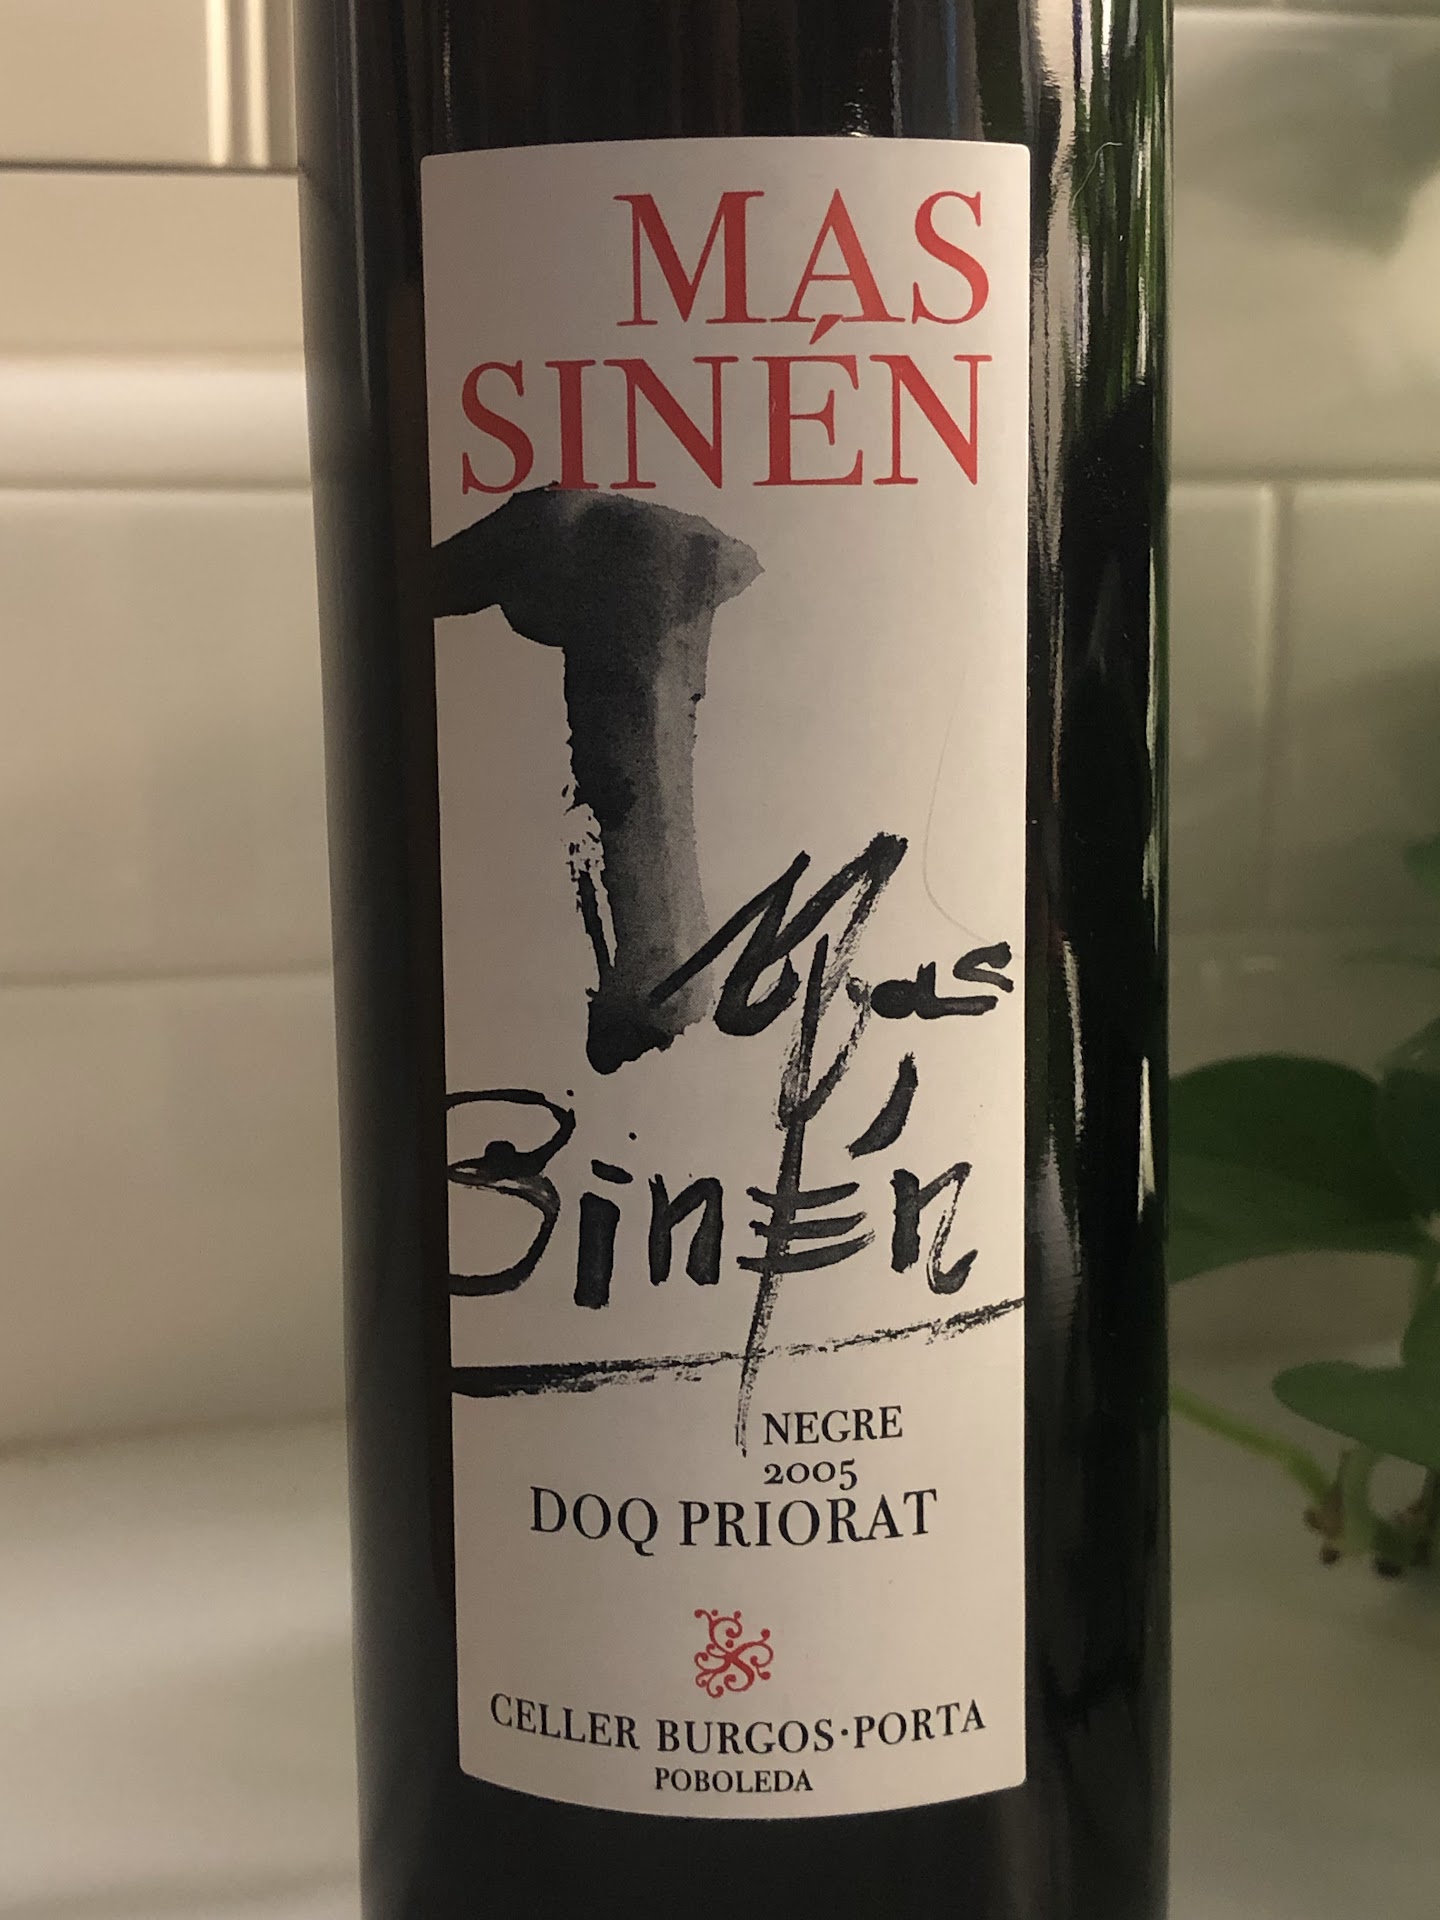 MAS
SINÉN
Mas
Sinén
NEGRE
2005
DOQ PRIORAT
CELLER BURGOS·PORTA
POBOLEDA